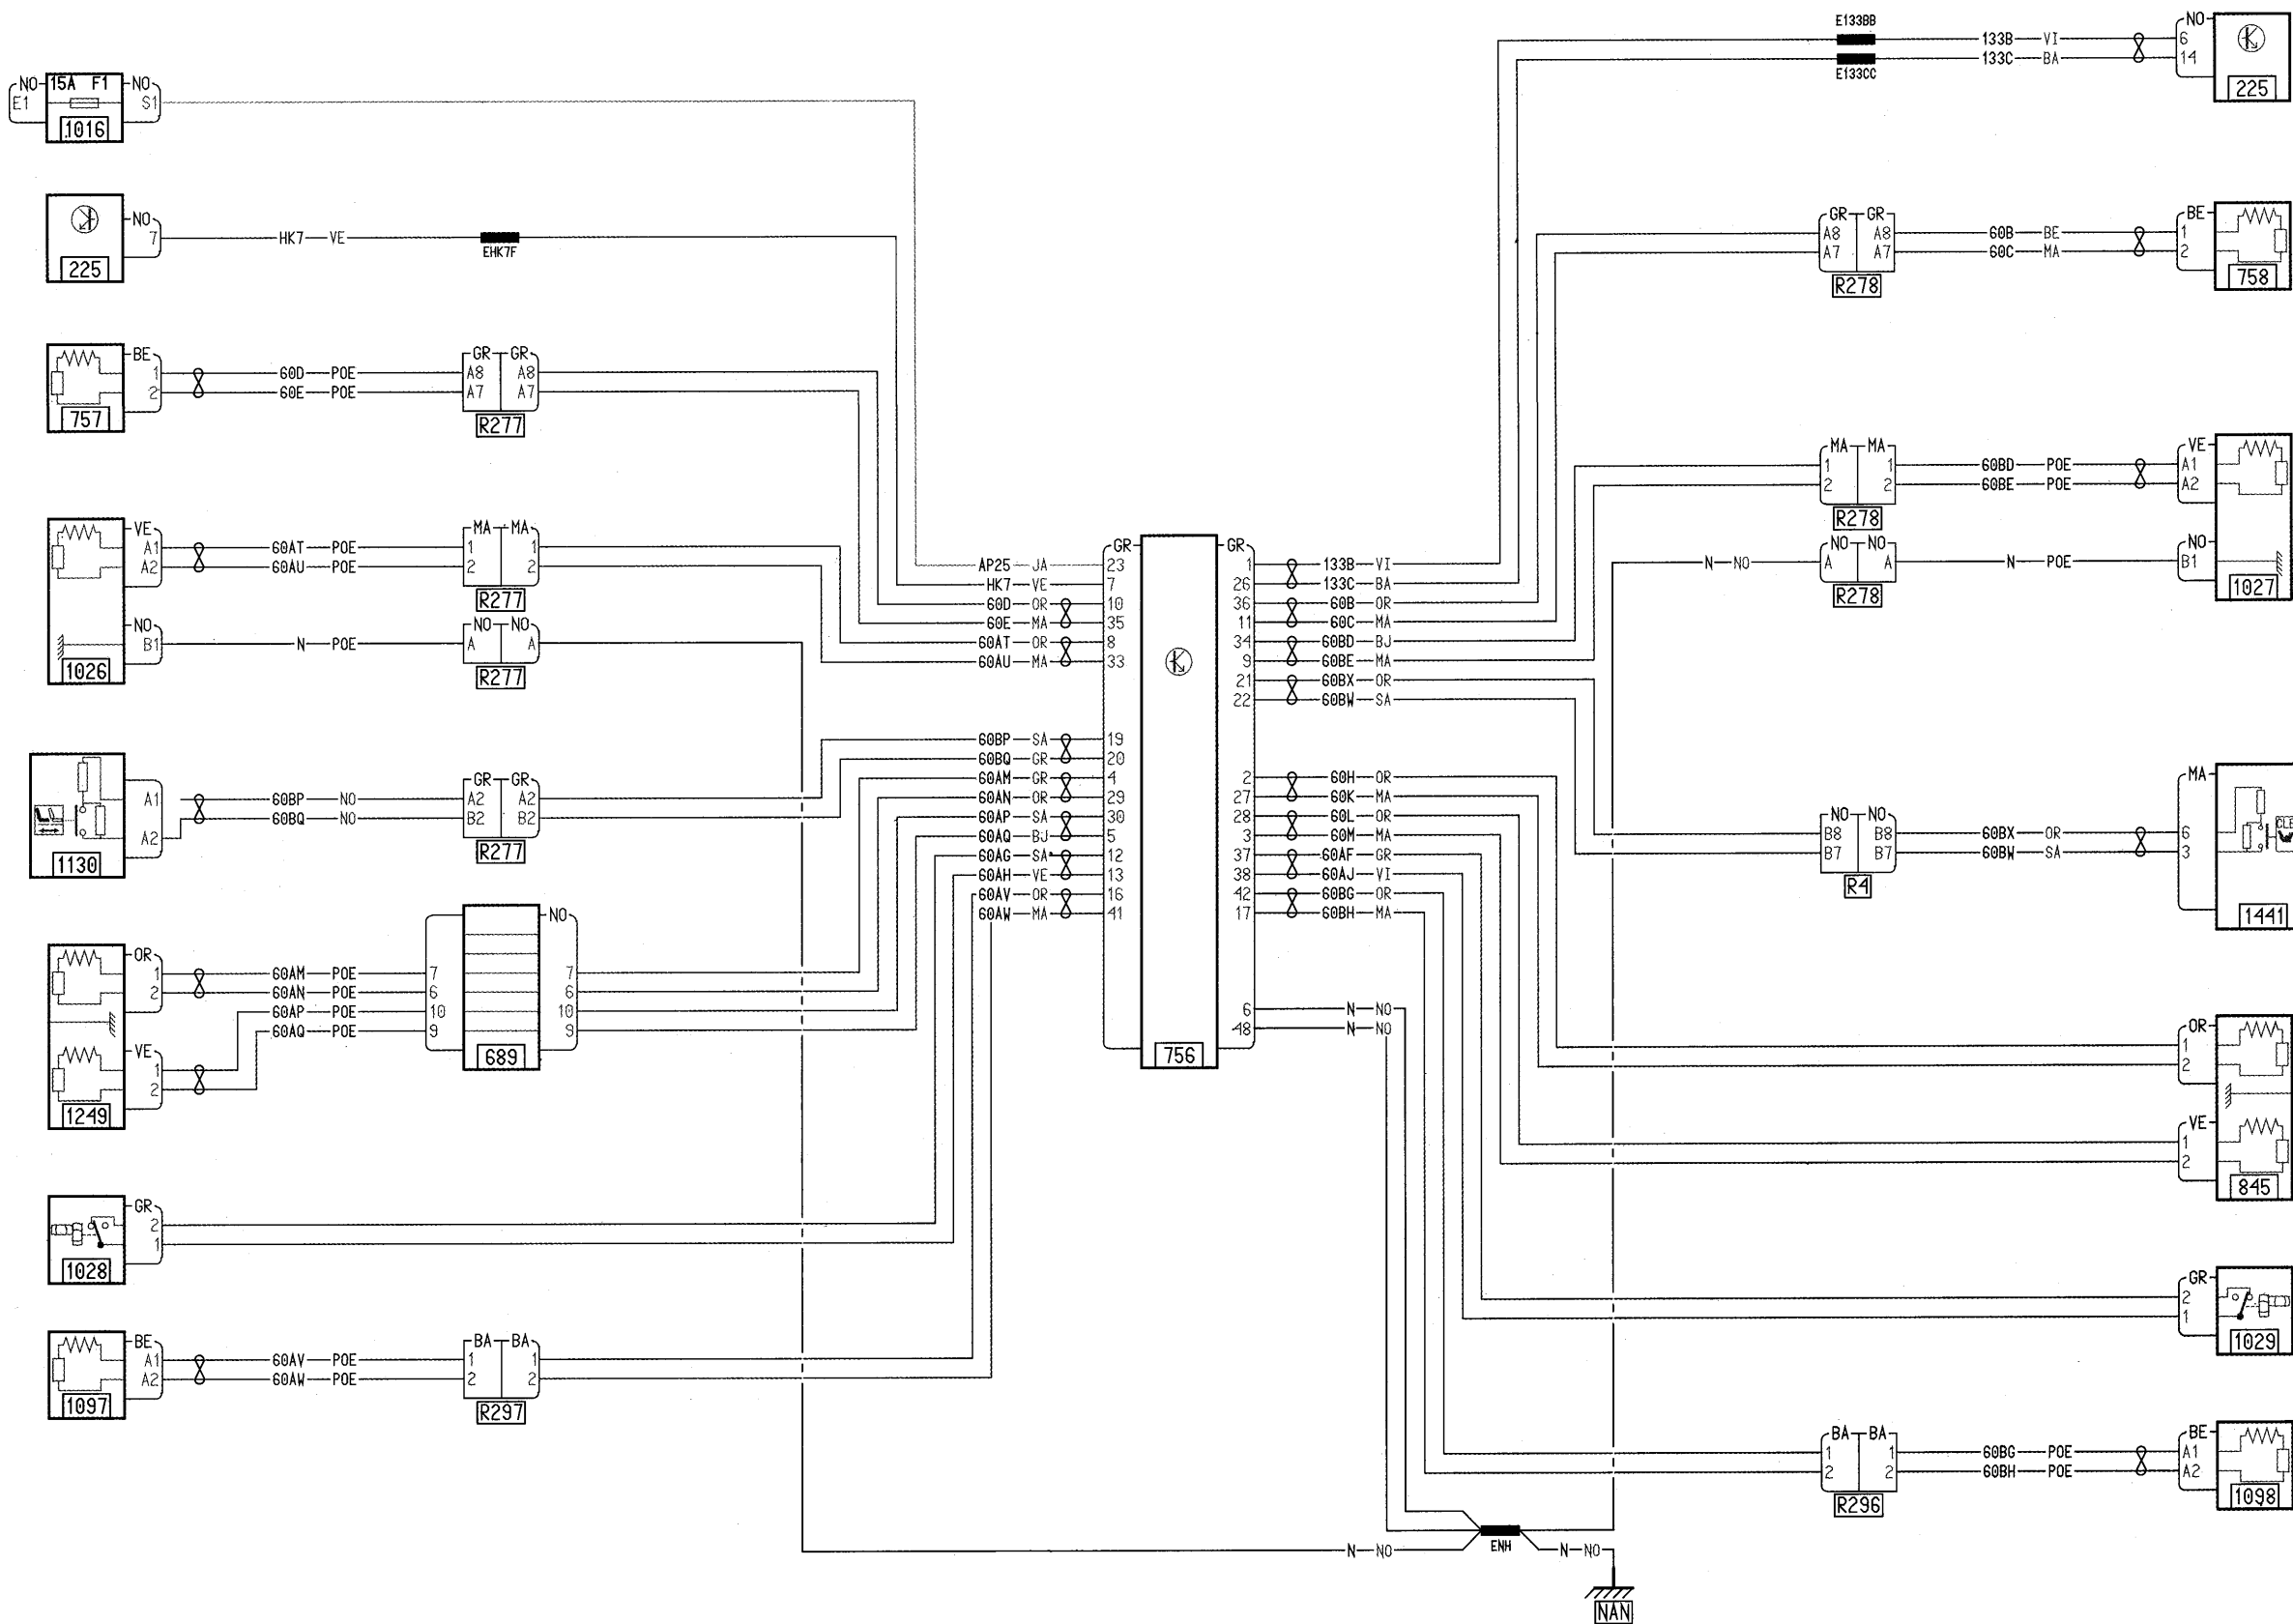 E133BB
NO
6
133B VI
14
133C BA
E133CC
225
NO 15A F1 NO
E1 S1
1016
NO
7 HK7 VE
EHK7F
225
GR GR BE
A8 A8 60B BE 1
A7 A7 60C MA 2
R278 758
BE GR GR
1 60D POE A8 A8
2 60E POE A7 A7
757 R277
MA MA VE
1 1 60BD POE A1
2 2 60BE POE A2
R278
NO NO NO
N NO A A N POE B1
R278 1027
VE MA MA
A1 60AT POE 1 1
A2 60AU POE 2 2
R277
NO NO NO
B1 N POE A A
1026 R277
GR GR
AP25 JA 23 1 133B VI
HK7 VE 7 26 133C BA
60D OR 10 36 60B OR
60E MA 35 11 60C MA
60AT OR 8 34 60BD BJ
60AU MA 33 9 60BE MA
21 60BX OR
22 60BW SA
60BP SA 19
60BQ GR 20
60AM GR 4 2 60H OR
60AN OR 29 27 60K MA
60AP SA 30 28 60L OR
60AQ BJ 5 3 60M MA
60AG SA 12 37 60AF GR
60AH VE 13 38 60AJ VI
60AV OR 16 42 60BG OR
60AW MA 41 17 60BH MA
6 N NO
48 N NO
756
GR GR
A1 60BP NO A2 A2
A2 60BQ NO B2 B2
1130 R277
MA
NO NO
B8 B8 60BX OR 6
B7 B7 60BW SA 3
R4
CLE
1441
OR NO
1 60AM POE 7 7
2 60AN POE 6 6
60AP POE 10 10
60AQ POE 9 9
VE
1
2
689
1249
OR
1
2
VE
1
2
845
GR
2
1
1028
GR
2
1
1029
BE BA BA
A1 60AV POE 1 1
A2 60AW POE 2 2
1097 R297
BA BA BE
1 1 60BG POE A1
2 2 60BH POE A2
R296 1098
N NO ENH N NO
NAN